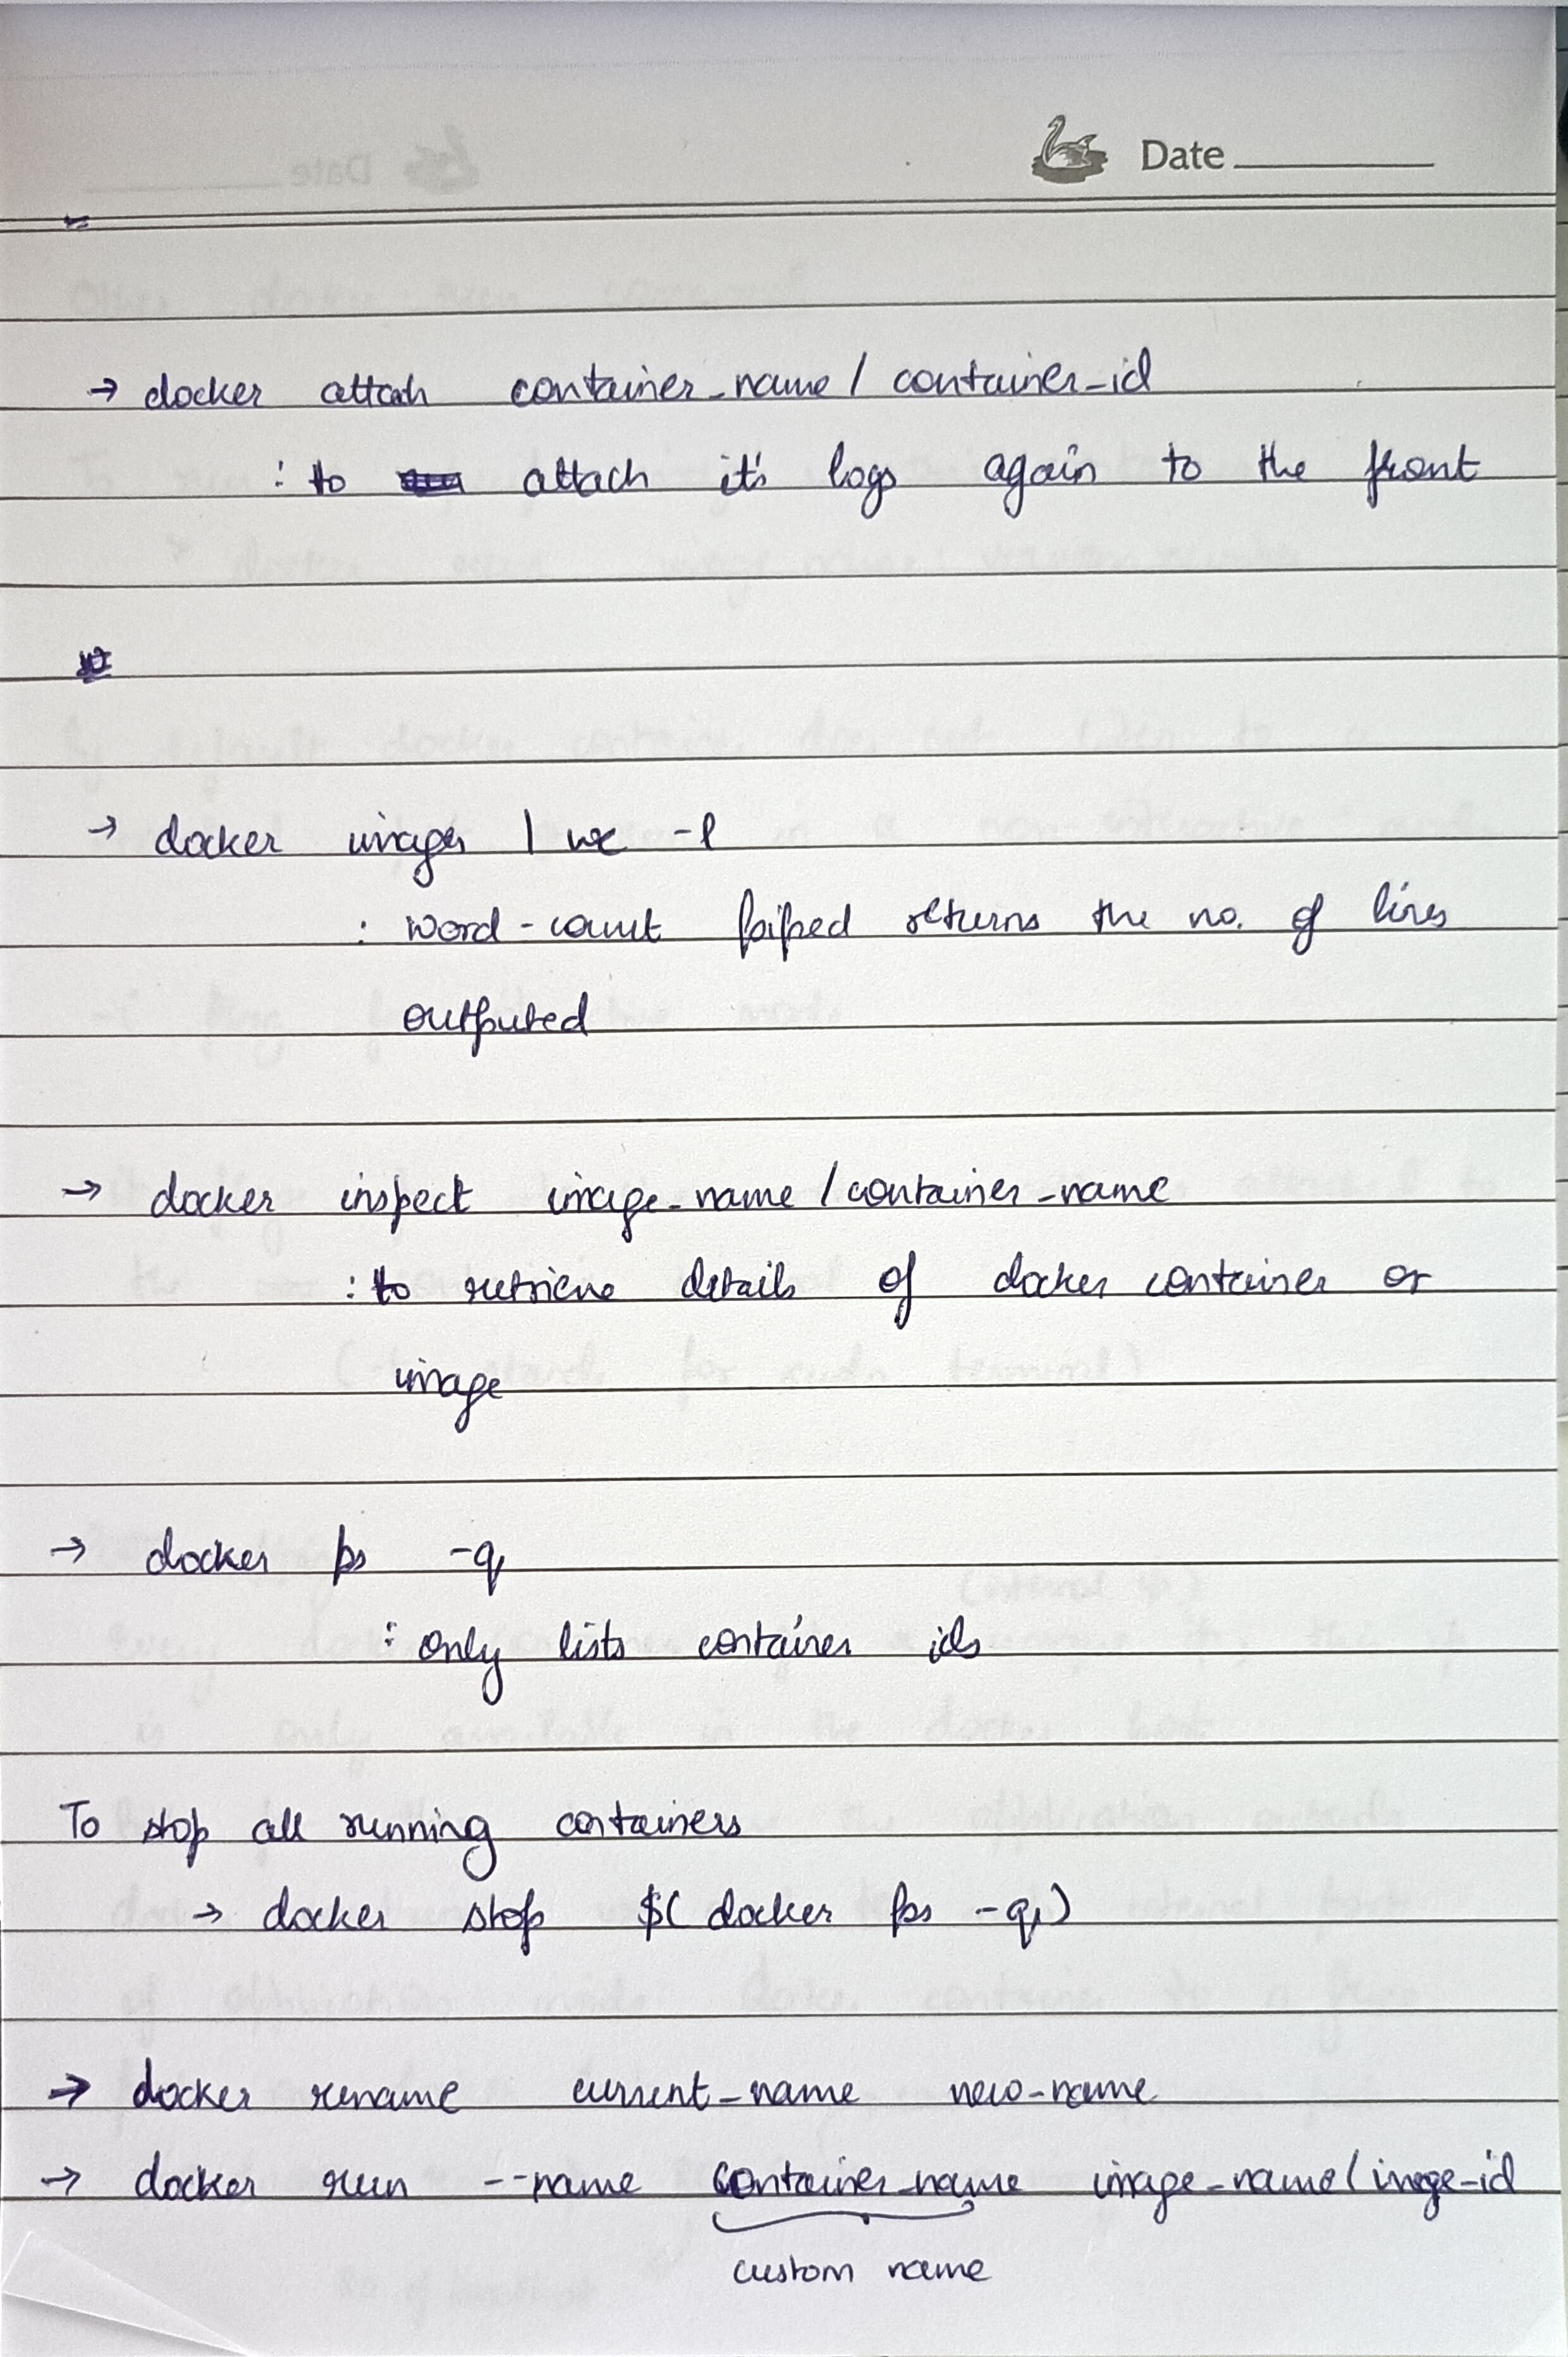 Date
→ docker attach container_name / container_id
: to attach it's logs again to the front
→ docker images | wc -l
: word-count piped returns the no. of lines
outputed
→ docker inspect image_name / container_name
: to retrieve details of docker container or
image
→ docker ps -q
: only lists container ids
To stop all running containers
→ docker stop $( docker ps -q )
→ docker rename current_name new_name
→ docker run --name container_name image_name / image_id
custom name